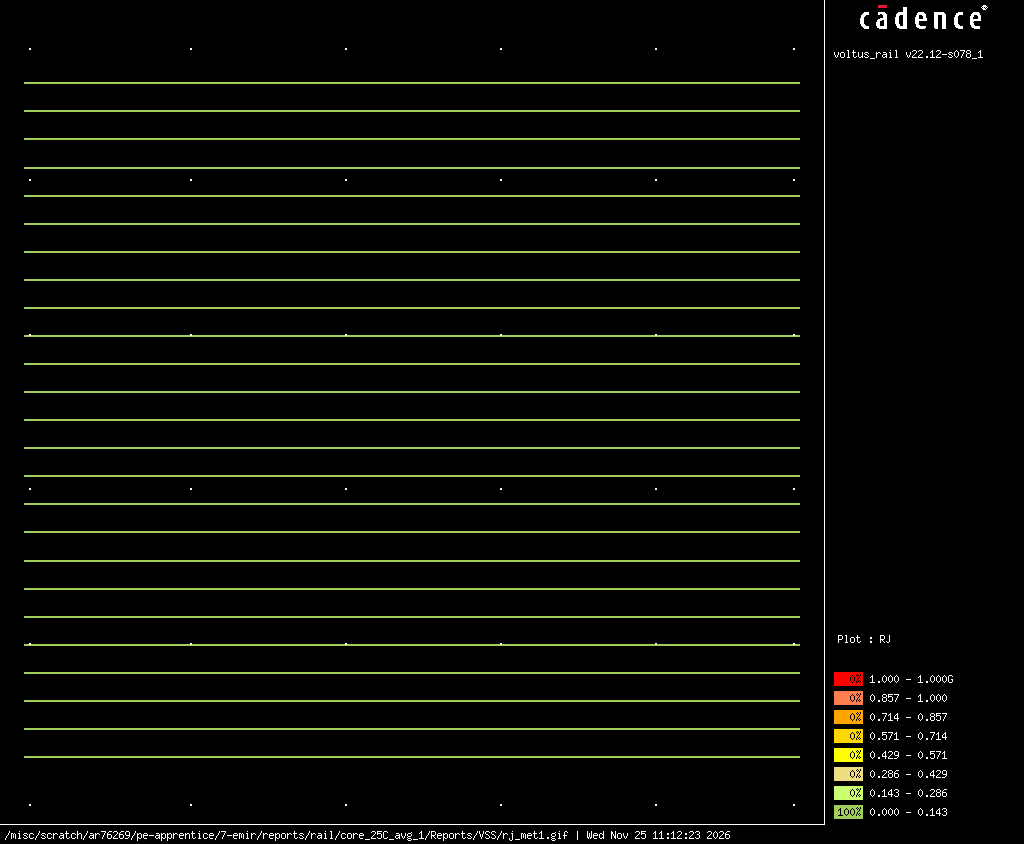 cādence®
voltus_rail v22.12-s078_1
Plot : RJ
0% 1.000 - 1.000G
0% 0.857 - 1.000
0% 0.714 - 0.857
0% 0.571 - 0.714
0% 0.429 - 0.571
0% 0.286 - 0.429
0% 0.143 - 0.286
100% 0.000 - 0.143
/misc/scratch/ar76269/pe-apprentice/7-emir/reports/rail/core_25C_avg_1/Reports/VSS/rj_met1.gif | Wed Nov 25 11:12:23 2026